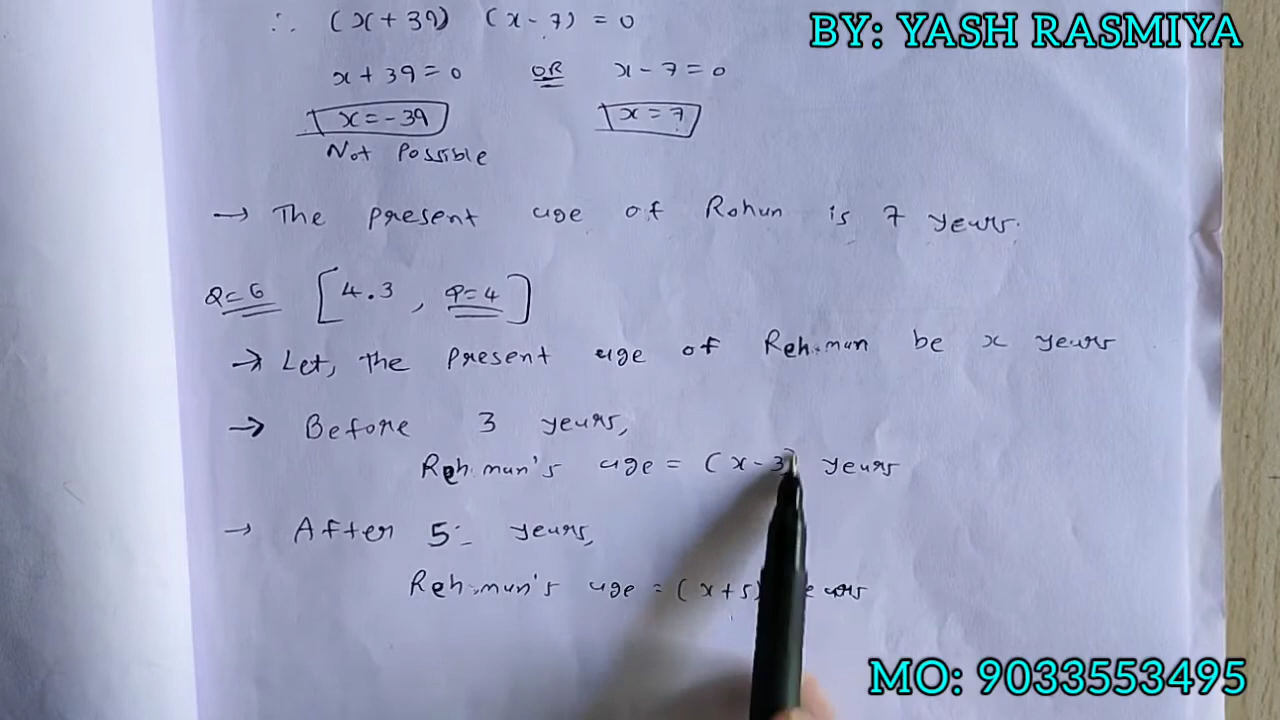 ∴ (x + 39) (x - 7) = 0
BY: YASH RASMIYA
x + 39 = 0 OR x - 7 = 0
x = -39 x = 7
Not Possible
→ The present age of Rohan is 7 years.
Q=6 [4.3, Q=4]
→ Let, the present age of Rehman be x years
→ Before 3 years,
Rehman's age = (x - 3) years
→ After 5 years,
Rehman's age = (x + 5) years
MO: 9033553495